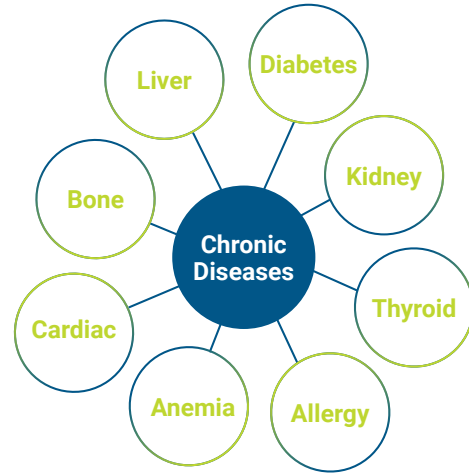 Diabetes
Liver
Kidney
Bone
Chronic
Diseases
Thyroid
Cardiac
Anemia
Allergy